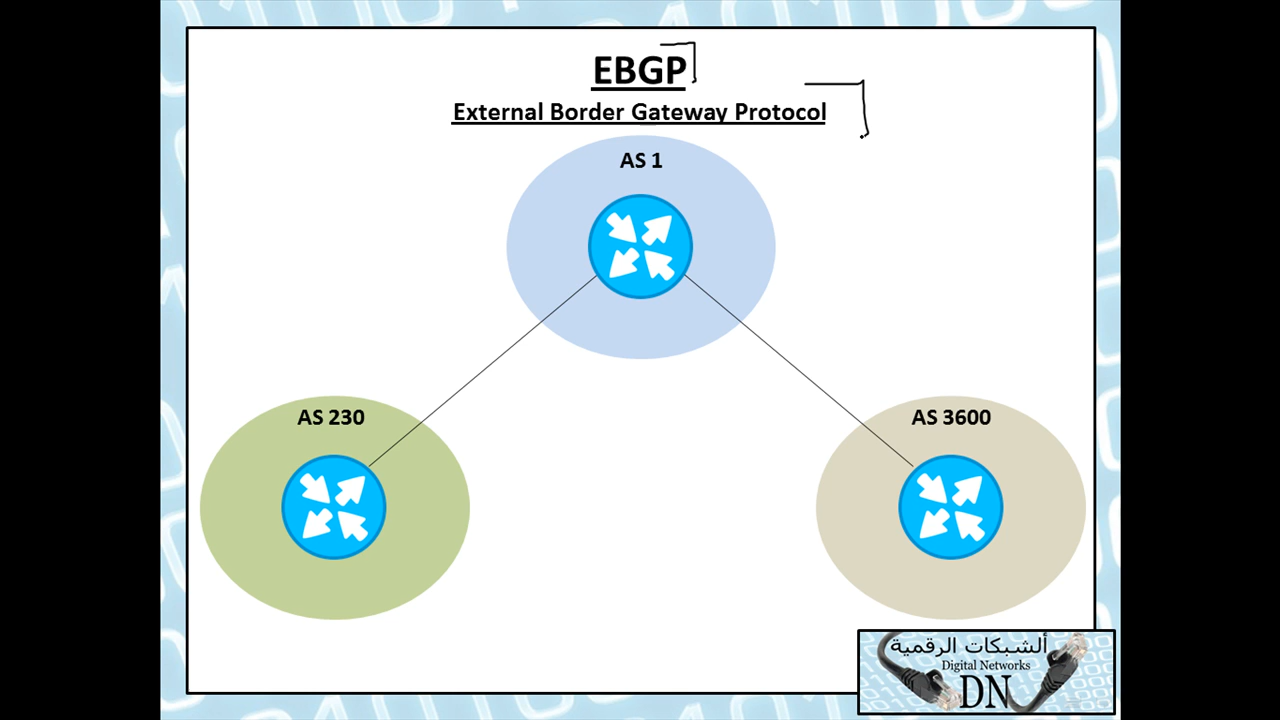 EBGP
External Border Gateway Protocol
AS 1
AS 230
AS 3600
ألشبكات الرقمية
Digital Networks
DN